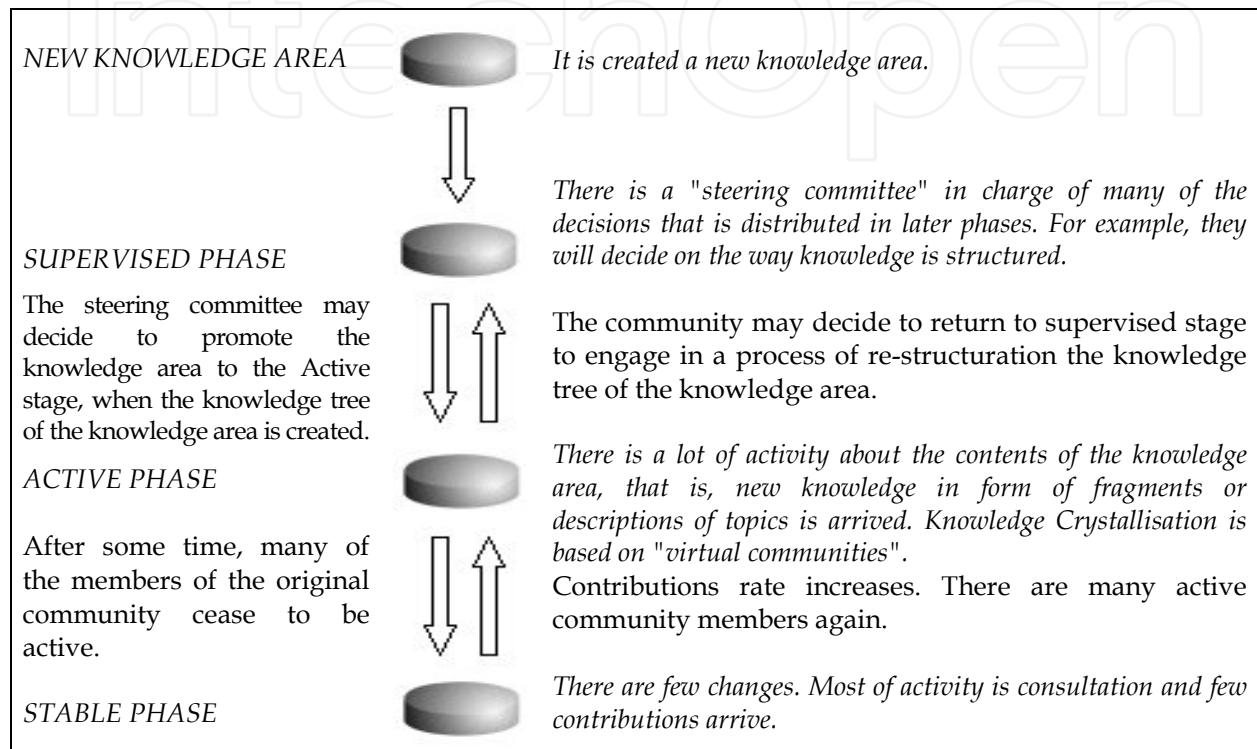 IntechOpen
NEW KNOWLEDGE AREA
It is created a new knowledge area.
There is a "steering committee" in charge of many of the
decisions that is distributed in later phases. For example, they
will decide on the way knowledge is structured.
SUPERVISED PHASE
The steering committee may
decide to promote the
knowledge area to the Active
stage, when the knowledge tree
of the knowledge area is created.
The community may decide to return to supervised stage
to engage in a process of re-structuration the knowledge
tree of the knowledge area.
ACTIVE PHASE
There is a lot of activity about the contents of the knowledge
area, that is, new knowledge in form of fragments or
descriptions of topics is arrived. Knowledge Crystallisation is
based on "virtual communities".
After some time, many of
the members of the original
community cease to be
active.
Contributions rate increases. There are many active
community members again.
STABLE PHASE
There are few changes. Most of activity is consultation and few
contributions arrive.